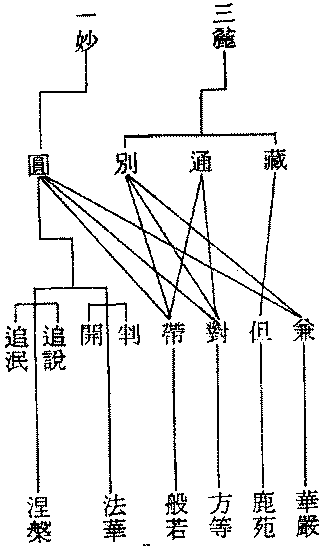 三麤
一妙
藏
通
別
圓
兼
但
對
帶
判
開
追說
追泯
華嚴
鹿苑
方等
般若
法華
涅槃